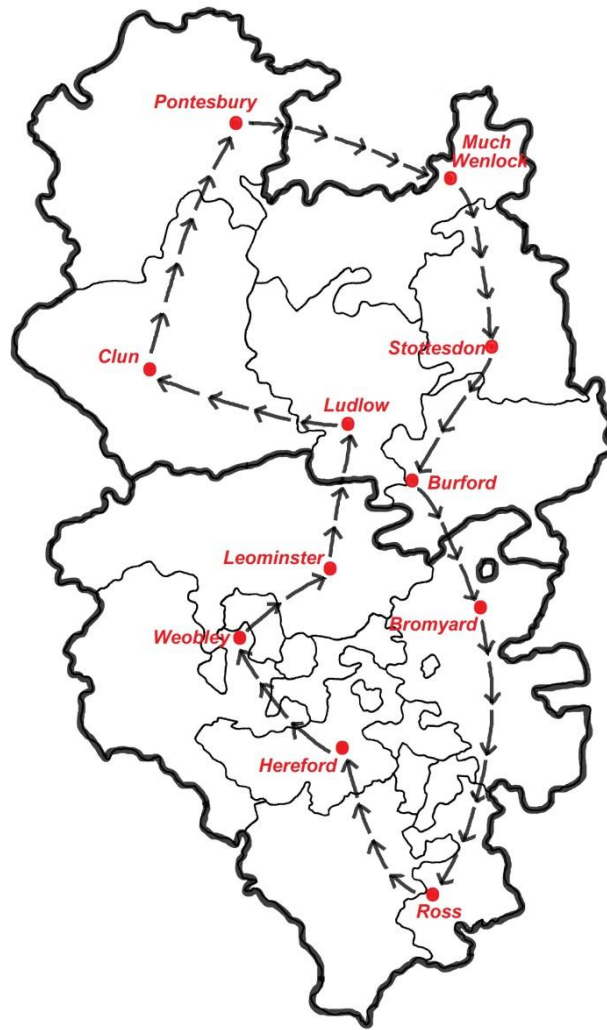 Pontesbury
Much
Wenlock
Clun
Stottesdon
Ludlow
Burford
Leominster
Bromyard
Weobley
Hereford
Ross